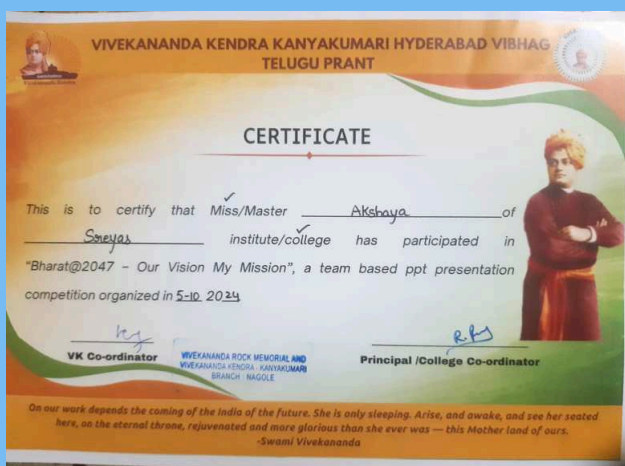 VIVEKANANDA KENDRA KANYAKUMARI HYDERABAD VIBHAG
TELUGU PRANT
CERTIFICATE
This is to certify that Miss/Master Akshaya of
Sreyas institute/college has participated in
"Bharat@2047 – Our Vision My Mission", a team based ppt presentation
competition organized in 5-10 2024
VK Co-ordinator
VIVEKANANDA ROCK MEMORIAL AND
VIVEKANANDA KENDRA - KANYAKUMARI
BRANCH : NAGOLE
Principal /College Co-ordinator
On our work depends the coming of the India of the future. She is only sleeping. Arise, and awake, and see her seated
here, on the eternal throne, rejuvenated and more glorious than she ever was — this Mother land of ours.
-Swami Vivekananda